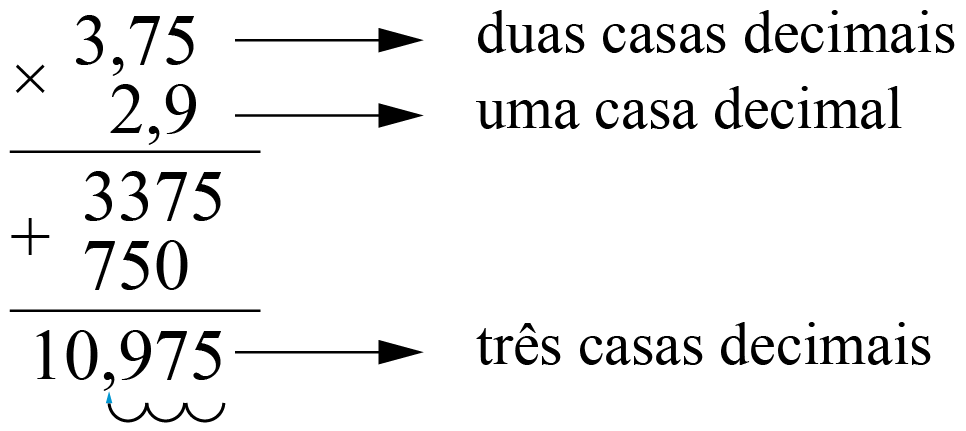 3,75 duas casas decimais
× 2,9 uma casa decimal
3375
+ 750
10,975 três casas decimais